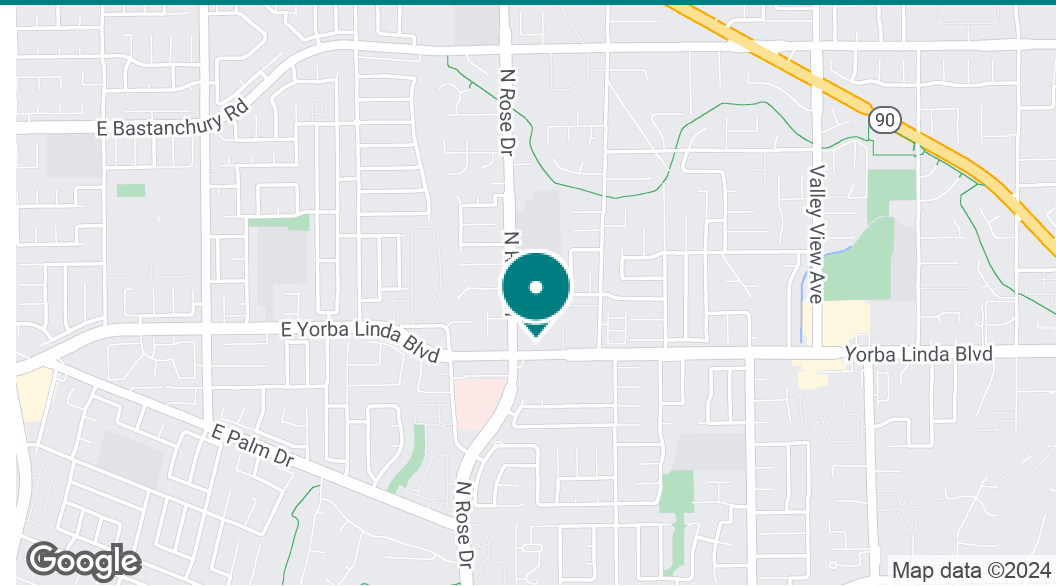 90
N Rose Dr
E Bastanchury Rd
Valley View Ave
N R
E Yorba Linda Blvd
Yorba Linda Blvd
E Palm Dr
N Rose Dr
Google
Map data ©2024